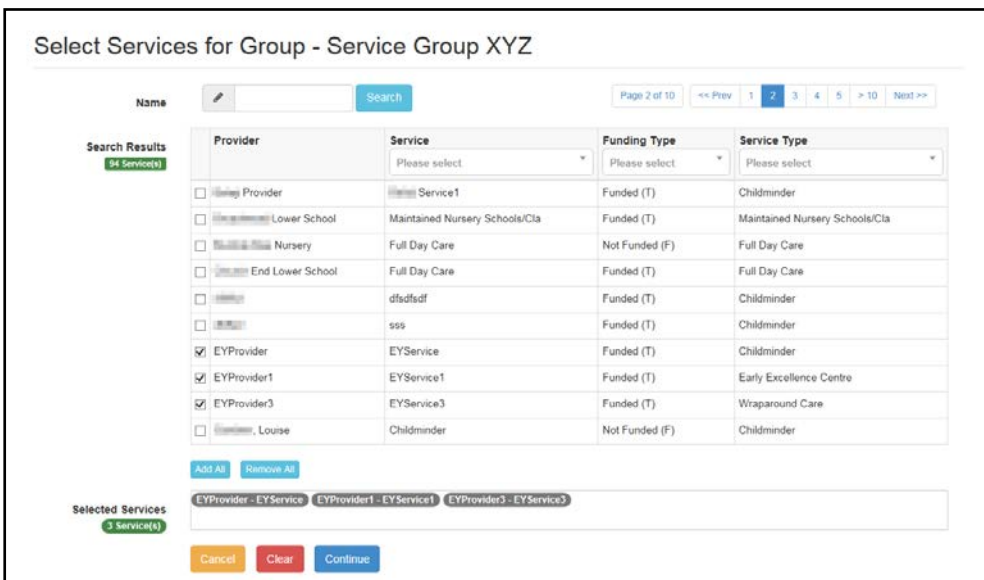 Select Services for Group - Service Group XYZ
Name Search Page 2 of 10 << Prev 1 2 3 4 5 > 10 Next >>
Search Results
94 Service(s)
Provider Service Funding Type Service Type
Please select Please select Please select
Provider Service1 Funded (T) Childminder
Lower School Maintained Nursery Schools/Cla Funded (T) Maintained Nursery Schools/Cla
Nursery Full Day Care Not Funded (F) Full Day Care
End Lower School Full Day Care Funded (T) Full Day Care
dfsdfsdf Funded (T) Childminder
sss Funded (T) Childminder
EYProvider EYService Funded (T) Childminder
EYProvider1 EYService1 Funded (T) Early Excellence Centre
EYProvider3 EYService3 Funded (T) Wraparound Care
, Louise Childminder Not Funded (F) Childminder
Add All Remove All
Selected Services
3 Service(s)
EYProvider - EYService EYProvider1 - EYService1 EYProvider3 - EYService3
Cancel Clear Continue